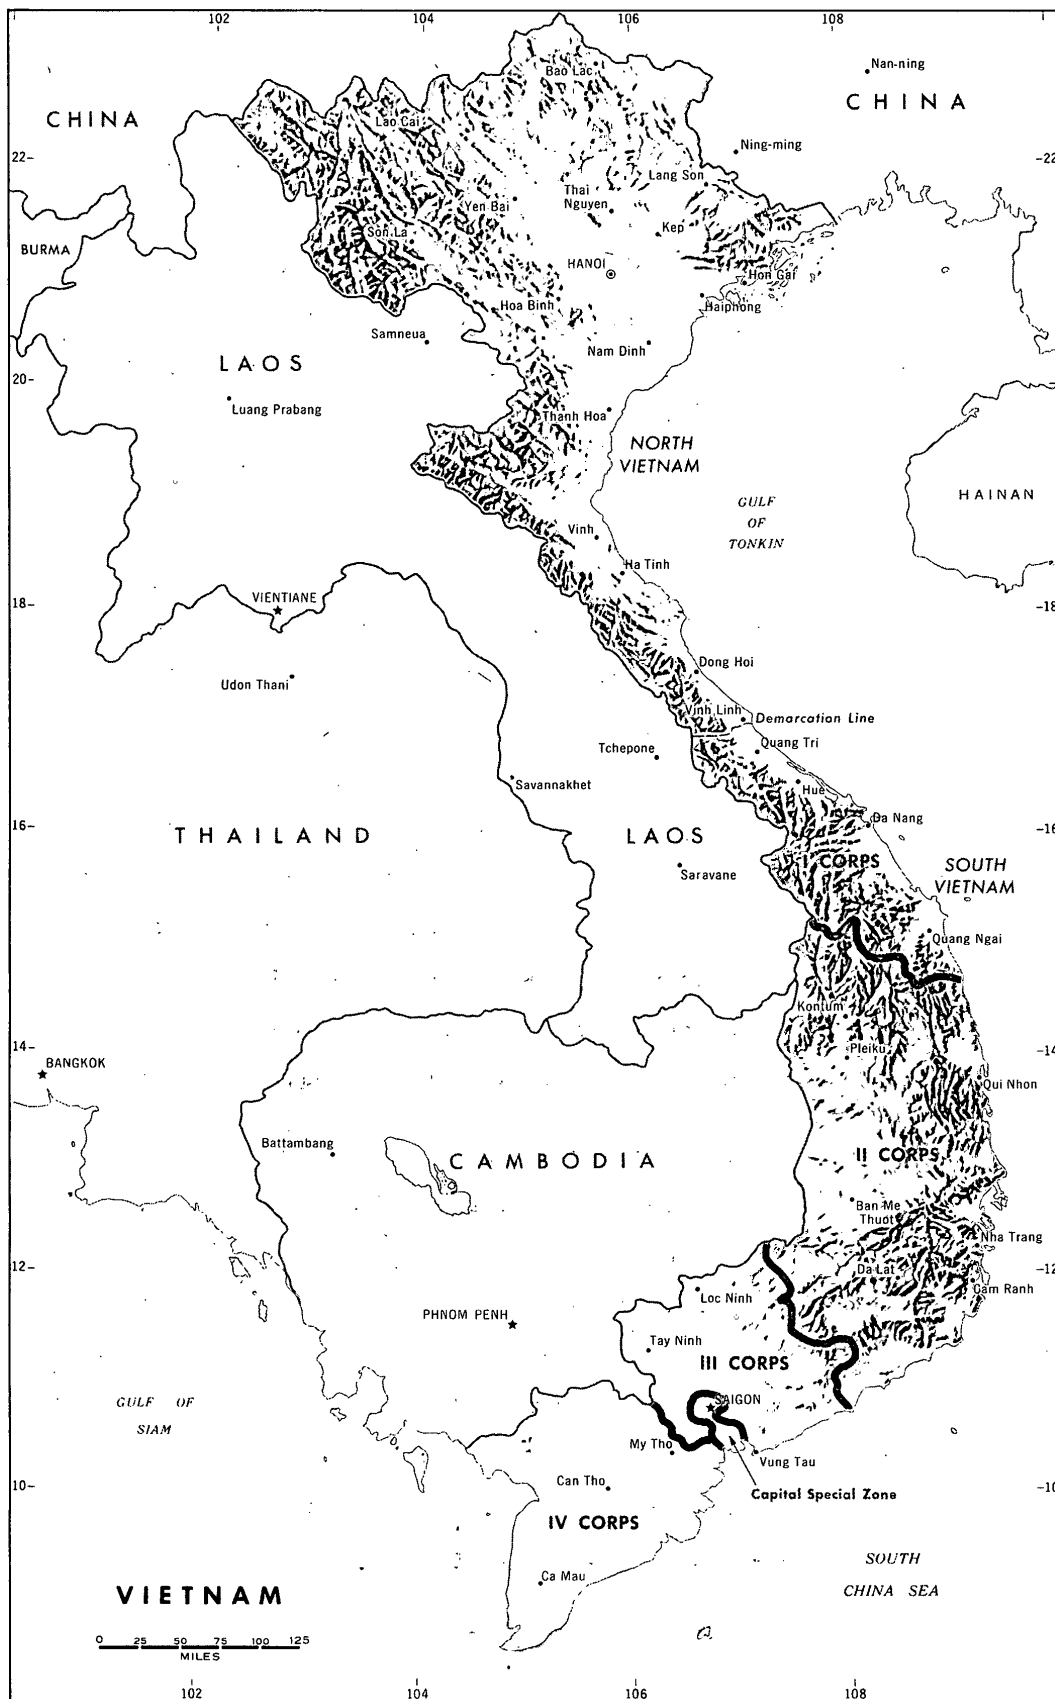 102
104
106
108
Bao Lac
Nan-ning
CHINA
CHINA
Lao Cai
Ning-ming
22-
-22
Lang Son
Thai
Nguyen
Yen Bai
Kep
Son La
BURMA
HANOI
Hon Gai
Hoa Binh
Haiphong
Samneua
Nam Dinh
LAOS
20-
Luang Prabang
Thanh Hoa
NORTH
VIETNAM
HAINAN
GULF
OF
TONKIN
Vinh
Ha Tinh
VIENTIANE
18-
-18
Dong Hoi
Udon Thani
Vinh Linh
Demarcation Line
Quang Tri
Tchepone
Savannakhet
Hue
Da Nang
16-
-16
THAILAND
LAOS
I CORPS
SOUTH
VIETNAM
Saravane
Quang Ngai
Kontum
14-
-14
Pleiku
BANGKOK
Qui Nhon
Battambang
CAMBODIA
II CORPS
Ban Me
Thuot
Nha Trang
12-
-12
Da Lat
Cam Ranh
Loc Ninh
PHNOM PENH
Tay Ninh
III CORPS
GULF OF
SIAM
SAIGON
My Tho
Vung Tau
Can Tho
10-
-10
Capital Special Zone
IV CORPS
SOUTH
CHINA SEA
Ca Mau
VIETNAM
0 25 50 75 100 125
MILES
102
104
106
108